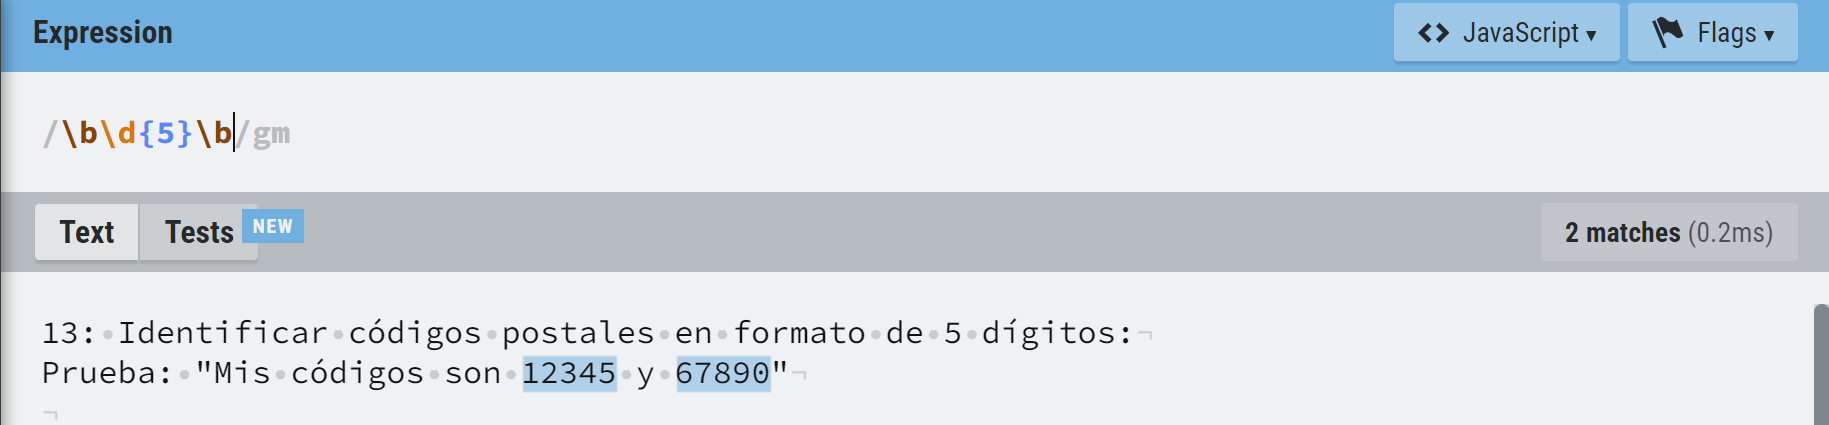 Expression
<> JavaScript ▾
Flags ▾
/\b\d{5}\b/gm
Text
Tests
NEW
2 matches (0.2ms)
13: Identificar códigos postales en formato de 5 dígitos:
Prueba: "Mis códigos son 12345 y 67890"